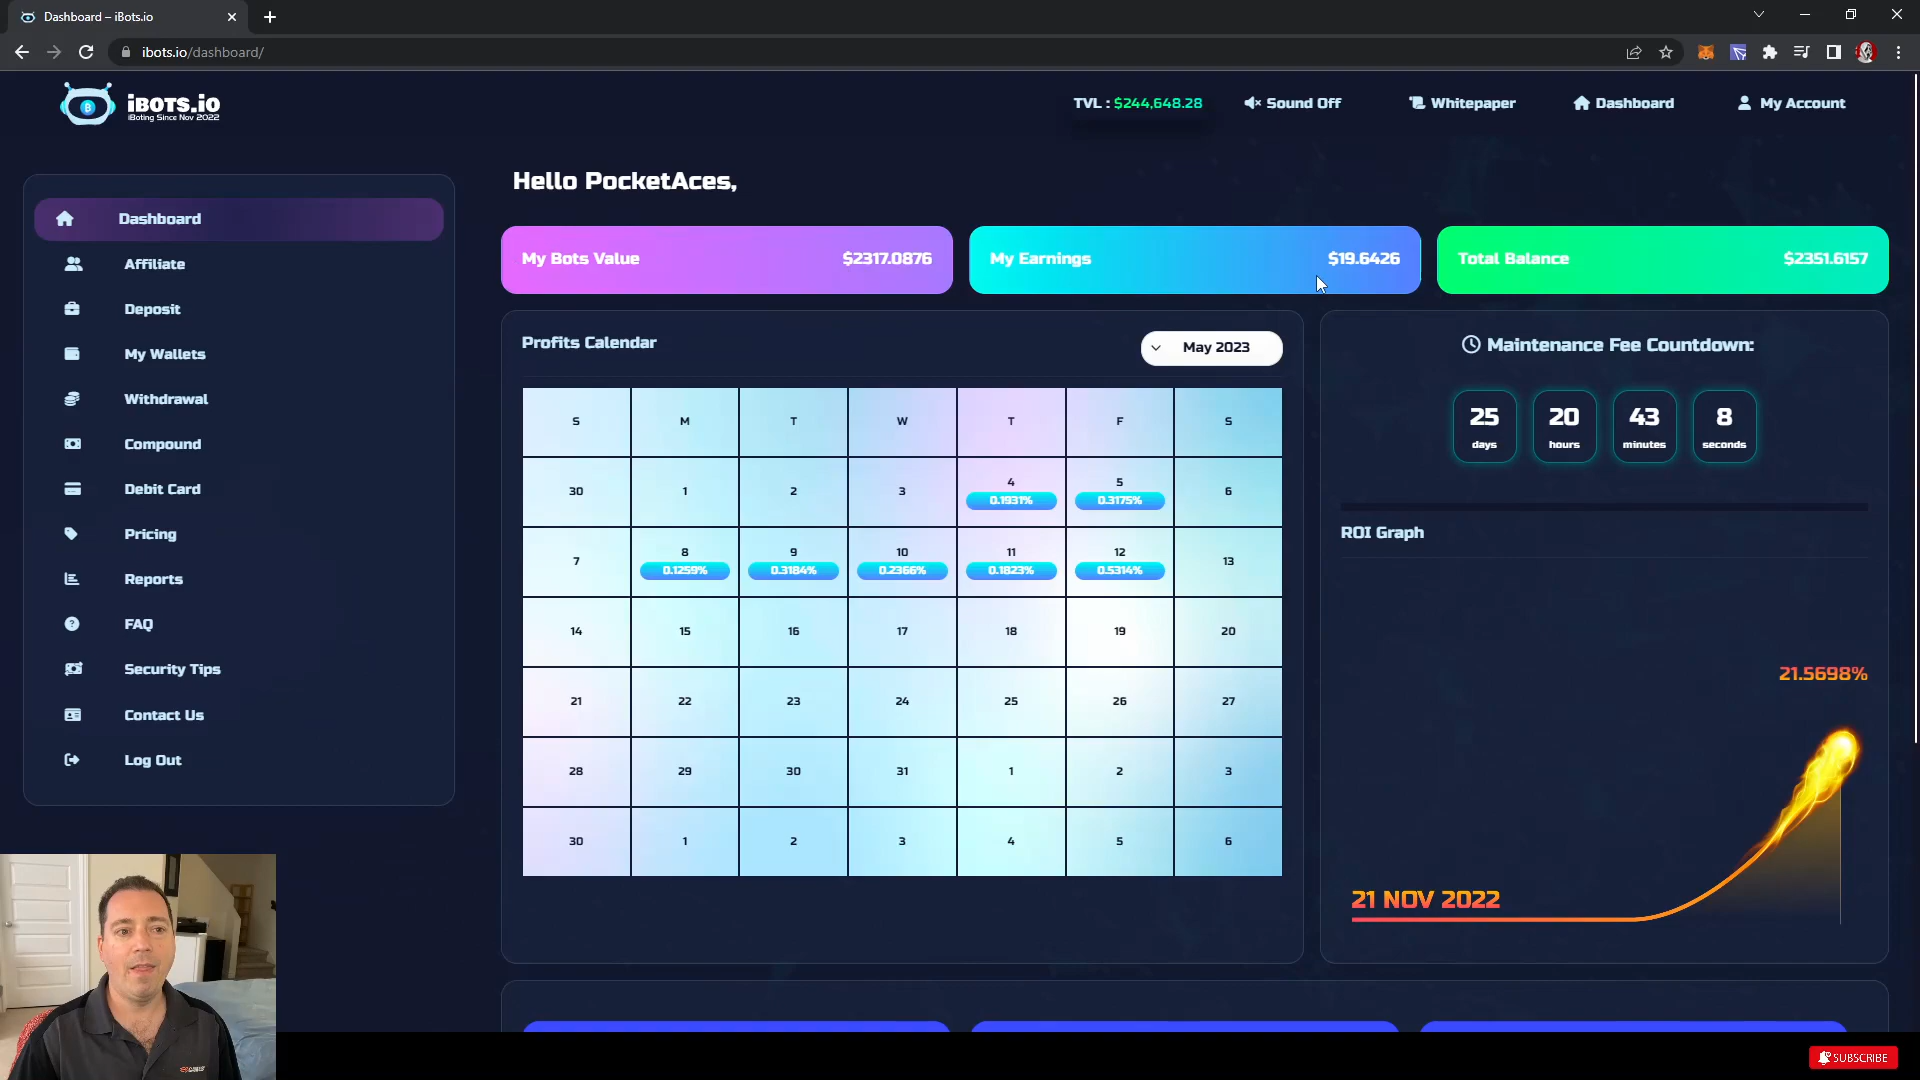 Dashboard – iBots.io
ibots.io/dashboard/
iBOTS.iO
iBoting Since Nov 2022
TVL : $244,648.28
Sound Off
Whitepaper
Dashboard
My Account
Dashboard
Affiliate
Deposit
My Wallets
Withdrawal
Compound
Debit Card
Pricing
Reports
FAQ
Security Tips
Contact Us
Log Out
Hello PocketAces,
My Bots Value $2317.0876
My Earnings $19.6426
Total Balance $2351.6157
Profits Calendar
May 2023
S M T W T F S
30 1 2 3 4 5 6
0.1931% 0.3175%
7 8 9 10 11 12 13
0.1259% 0.3184% 0.2366% 0.1823% 0.5314%
14 15 16 17 18 19 20
21 22 23 24 25 26 27
28 29 30 31 1 2 3
30 1 2 3 4 5 6
Maintenance Fee Countdown:
25 20 43 8
days hours minutes seconds
ROI Graph
21.5698%
21 NOV 2022
SUBSCRIBE